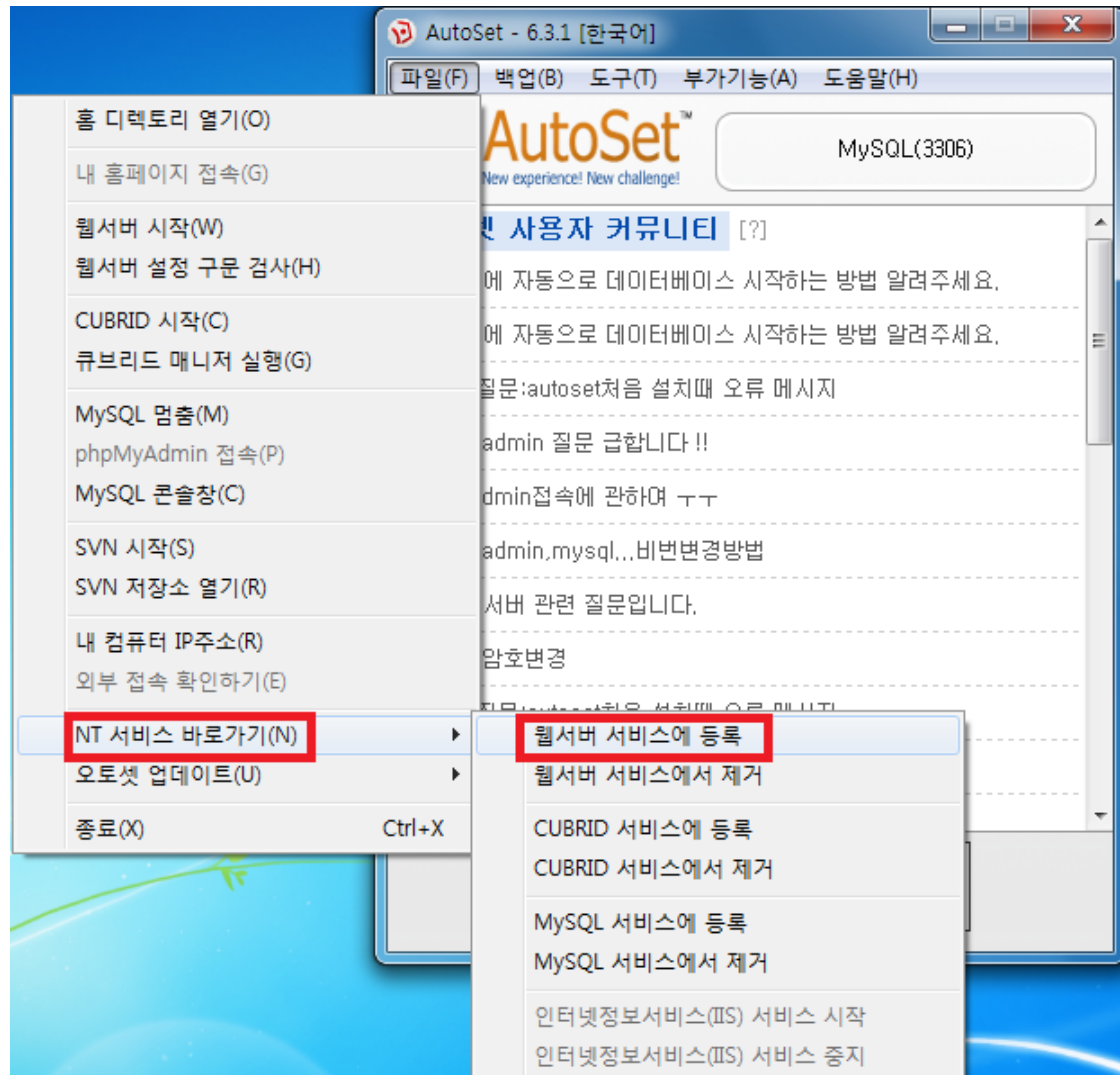 AutoSet - 6.3.1 [한국어]
파일(F) 백업(B) 도구(T) 부가기능(A) 도움말(H)
AutoSet™
New experience! New challenge!
MySQL(3306)
홈 디렉토리 열기(O)
내 홈페이지 접속(G)
웹서버 시작(W)
웹서버 설정 구문 검사(H)
CUBRID 시작(C)
큐브리드 매니저 실행(G)
MySQL 멈춤(M)
phpMyAdmin 접속(P)
MySQL 콘솔창(C)
SVN 시작(S)
SVN 저장소 열기(R)
내 컴퓨터 IP주소(R)
외부 접속 확인하기(E)
NT 서비스 바로가기(N)
오토셋 업데이트(U)
종료(X) Ctrl+X
사용자 커뮤니티 [?]
에 자동으로 데이터베이스 시작하는 방법 알려주세요.
에 자동으로 데이터베이스 시작하는 방법 알려주세요.
질문:autoset처음 설치때 오류 메시지
admin 질문 급합니다 !!
dmin접속에 관하여 ㅜㅜ
admin,mysql,,,비번변경방법
서버 관련 질문입니다.
암호변경
웹서버 서비스에 등록
웹서버 서비스에서 제거
CUBRID 서비스에 등록
CUBRID 서비스에서 제거
MySQL 서비스에 등록
MySQL 서비스에서 제거
인터넷정보서비스(IIS) 서비스 시작
인터넷정보서비스(IIS) 서비스 중지